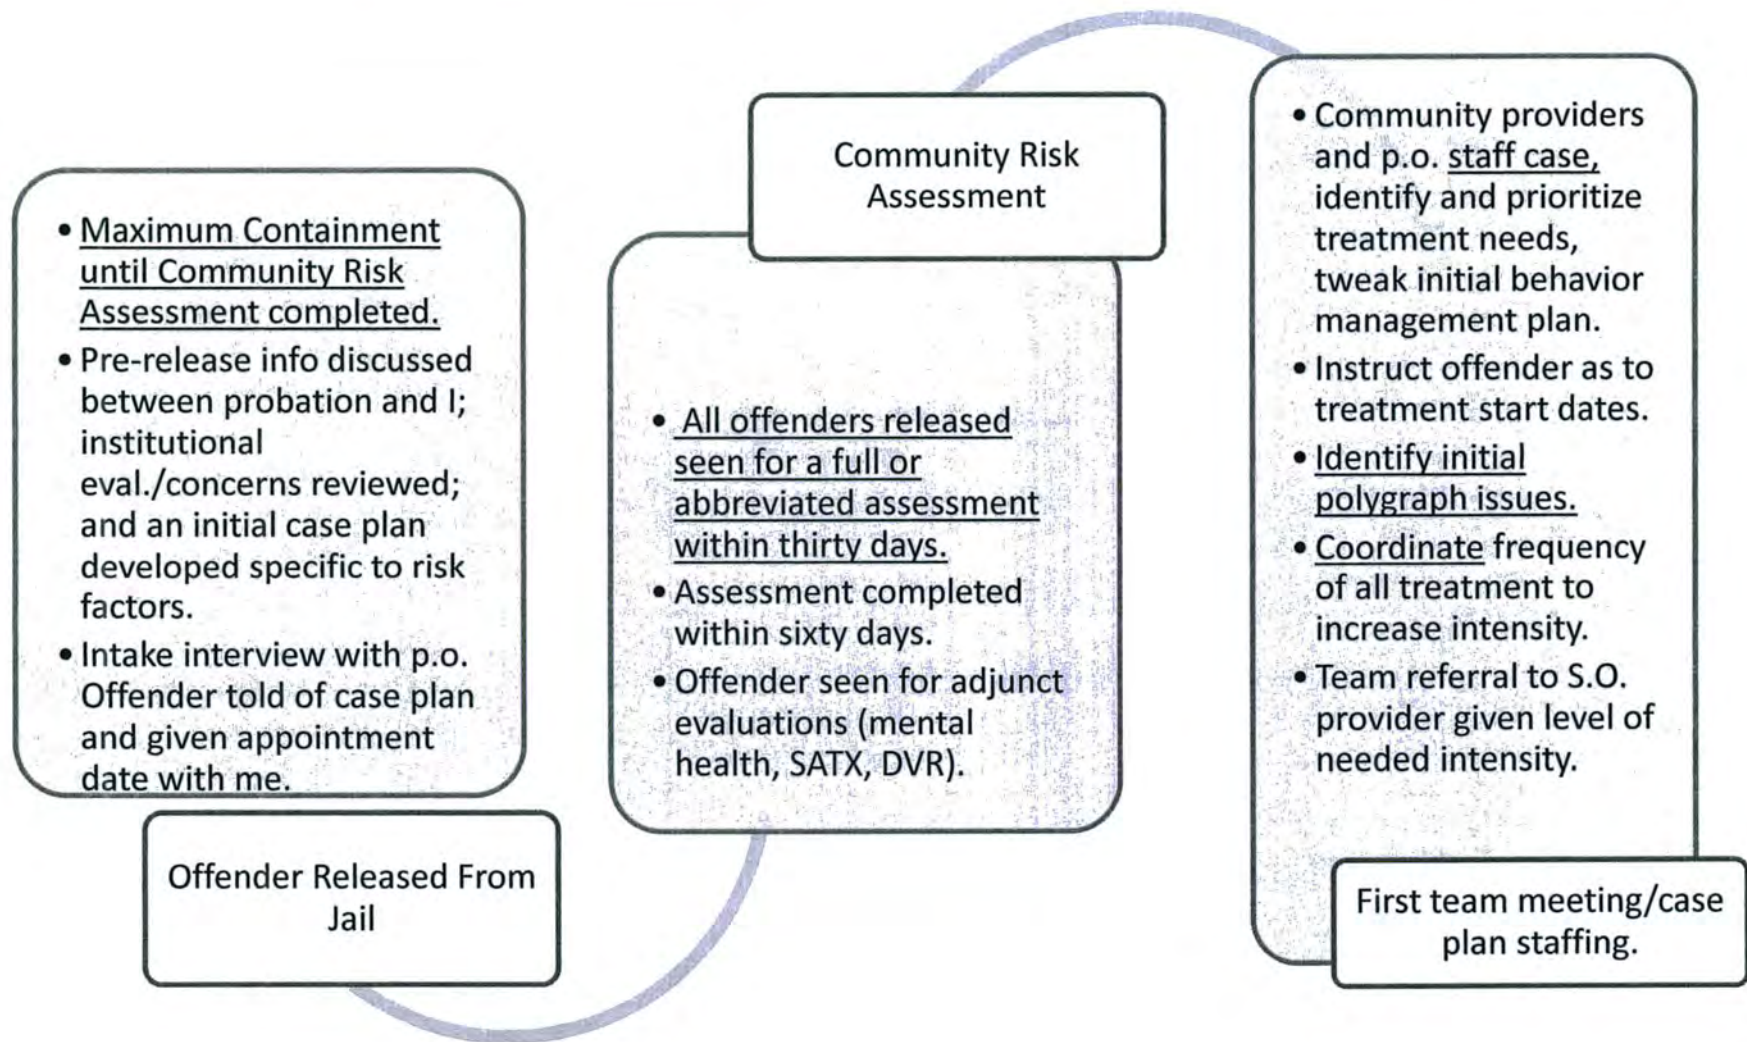 • Maximum Containment
until Community Risk
Assessment completed.
• Pre-release info discussed
between probation and I;
institutional
eval./concerns reviewed;
and an initial case plan
developed specific to risk
factors.
• Intake interview with p.o.
Offender told of case plan
and given appointment
date with me.
Offender Released From
Jail
Community Risk
Assessment
• All offenders released
seen for a full or
abbreviated assessment
within thirty days.
• Assessment completed
within sixty days.
• Offender seen for adjunct
evaluations (mental
health, SATX, DVR).
• Community providers
and p.o. staff case,
identify and prioritize
treatment needs,
tweak initial behavior
management plan.
• Instruct offender as to
treatment start dates.
• Identify initial
polygraph issues.
• Coordinate frequency
of all treatment to
increase intensity.
• Team referral to S.O.
provider given level of
needed intensity.
First team meeting/case
plan staffing.